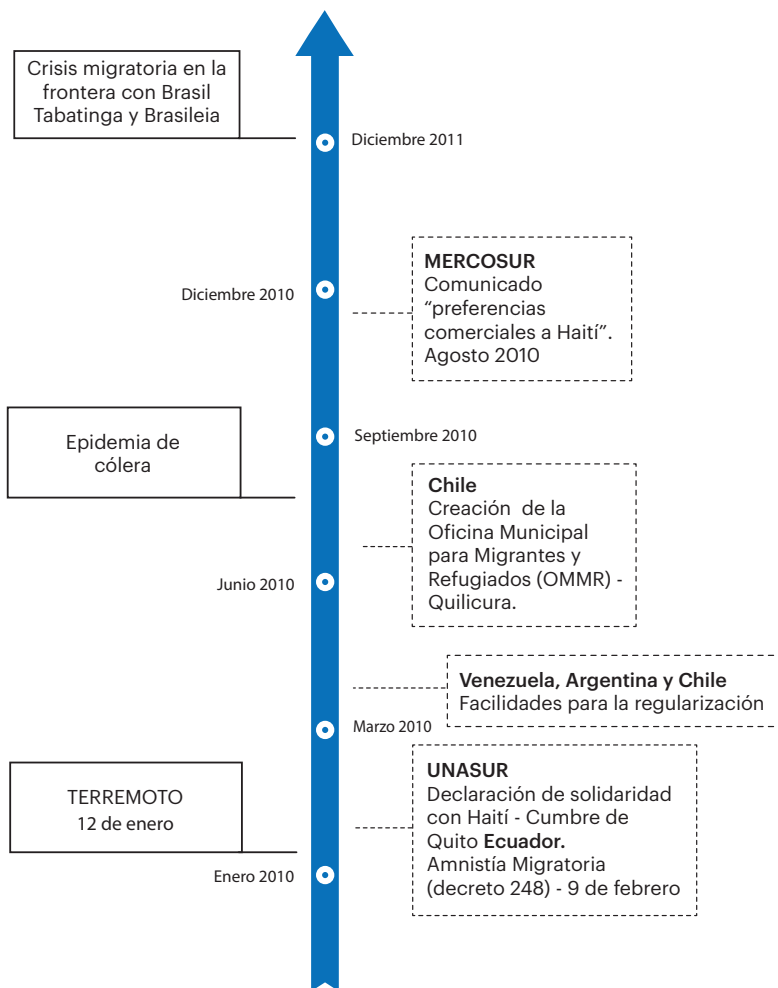 Crisis migratoria en la
frontera con Brasil
Tabatinga y Brasileia
Diciembre 2011
MERCOSUR
Comunicado
“preferencias
comerciales a Haití”.
Agosto 2010
Diciembre 2010
Epidemia de
cólera
Septiembre 2010
Chile
Creación de la
Oficina Municipal
para Migrantes y
Refugiados (OMMR) -
Quilicura.
Junio 2010
Venezuela, Argentina y Chile
Facilidades para la regularización
Marzo 2010
TERREMOTO
12 de enero
UNASUR
Declaración de solidaridad
con Haití - Cumbre de
Quito Ecuador.
Amnistía Migratoria
(decreto 248) - 9 de febrero
Enero 2010